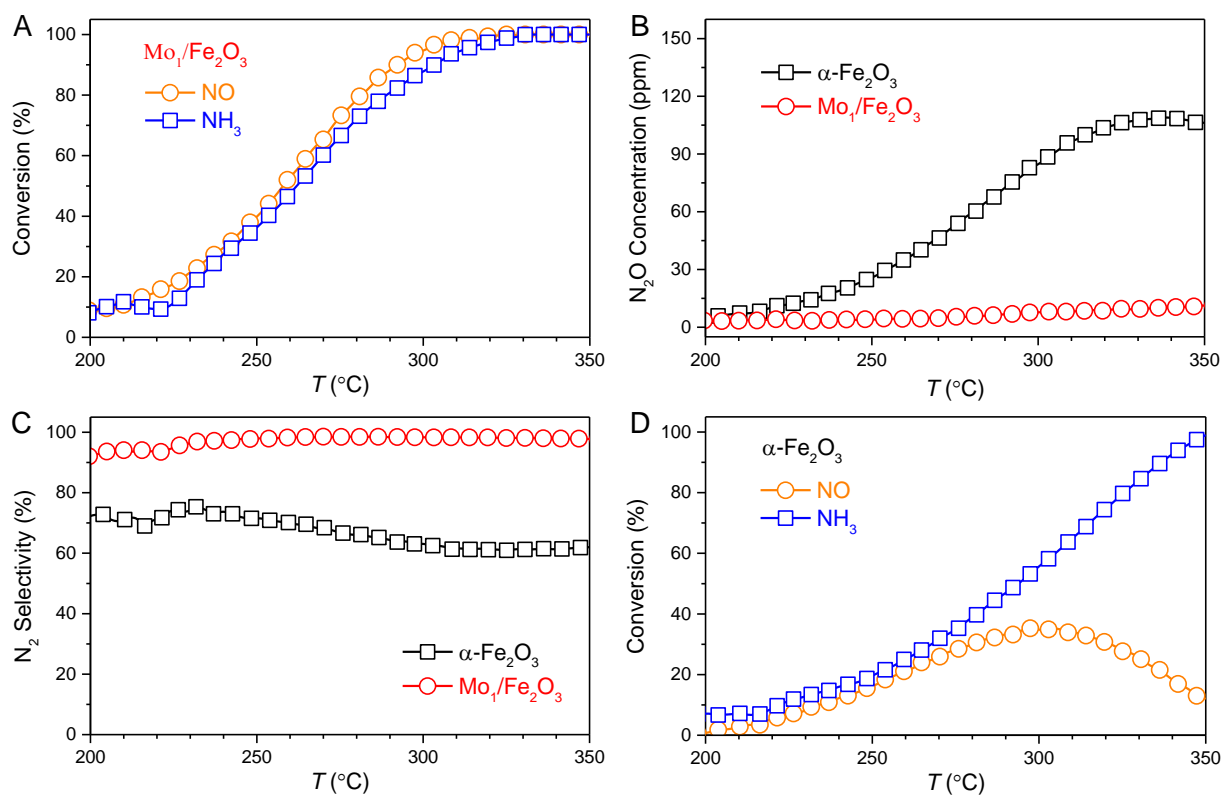 A
Mo₁/Fe₂O₃
NO
NH₃
Conversion (%)
100
80
60
40
20
0
200
250
300
350
T (°C)
B
α-Fe₂O₃
Mo₁/Fe₂O₃
N₂O Concentration (ppm)
150
120
90
60
30
0
200
250
300
350
T (°C)
C
α-Fe₂O₃
Mo₁/Fe₂O₃
N₂ Selectivity (%)
100
80
60
40
20
0
200
250
300
350
T (°C)
D
α-Fe₂O₃
NO
NH₃
Conversion (%)
100
80
60
40
20
0
200
250
300
350
T (°C)